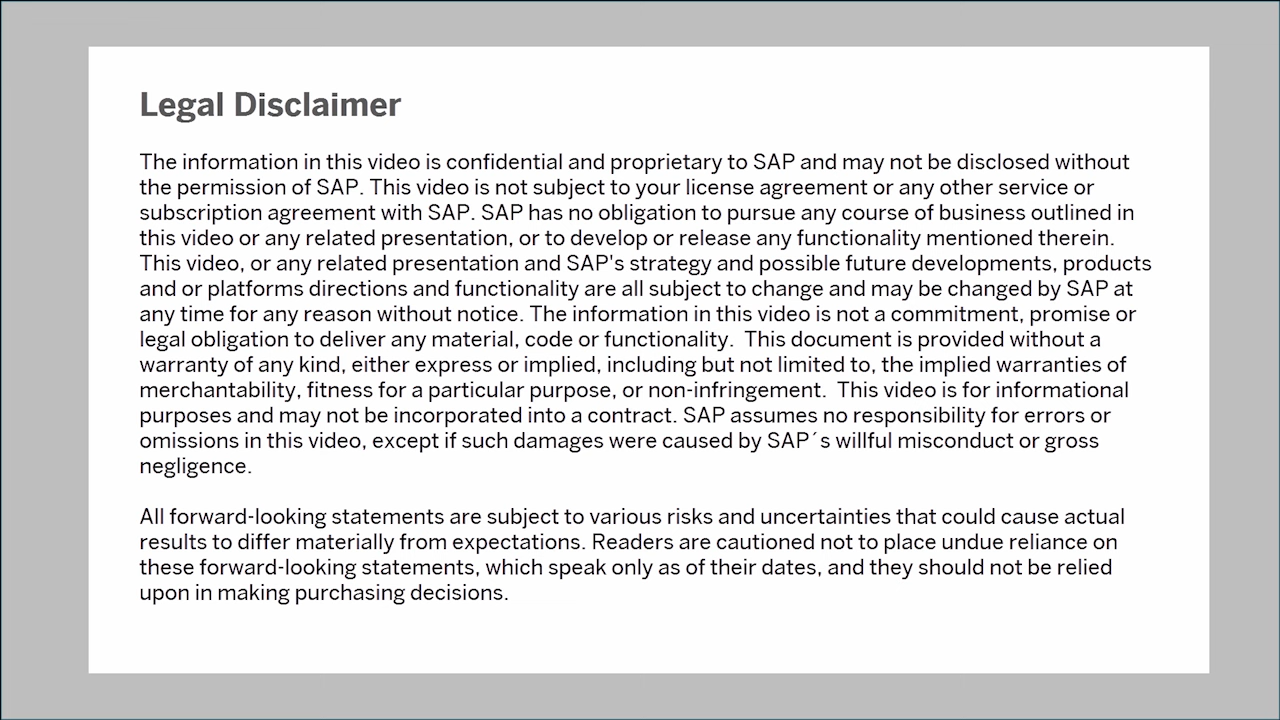 Legal Disclaimer
The information in this video is confidential and proprietary to SAP and may not be disclosed without
the permission of SAP. This video is not subject to your license agreement or any other service or
subscription agreement with SAP. SAP has no obligation to pursue any course of business outlined in
this video or any related presentation, or to develop or release any functionality mentioned therein.
This video, or any related presentation and SAP's strategy and possible future developments, products
and or platforms directions and functionality are all subject to change and may be changed by SAP at
any time for any reason without notice. The information in this video is not a commitment, promise or
legal obligation to deliver any material, code or functionality.  This document is provided without a
warranty of any kind, either express or implied, including but not limited to, the implied warranties of
merchantability, fitness for a particular purpose, or non-infringement.  This video is for informational
purposes and may not be incorporated into a contract. SAP assumes no responsibility for errors or
omissions in this video, except if such damages were caused by SAP´s willful misconduct or gross
negligence.
All forward-looking statements are subject to various risks and uncertainties that could cause actual
results to differ materially from expectations. Readers are cautioned not to place undue reliance on
these forward-looking statements, which speak only as of their dates, and they should not be relied
upon in making purchasing decisions.